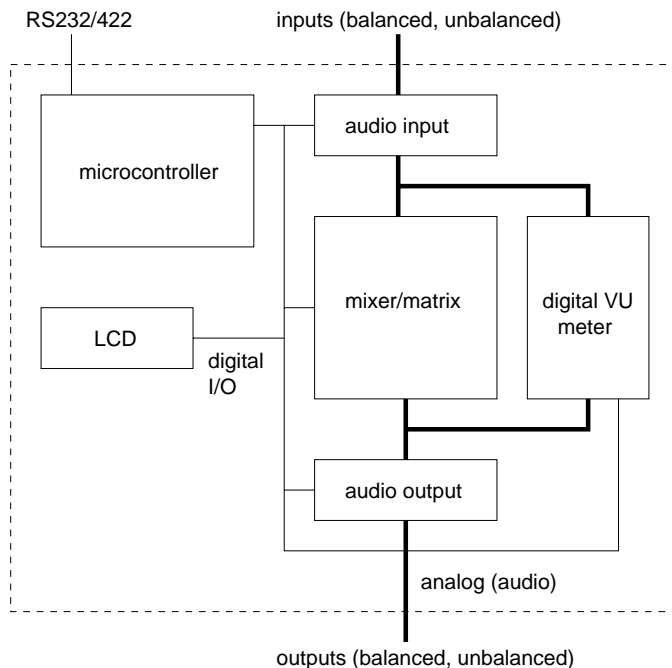 RS232/422
inputs (balanced, unbalanced)
audio input
microcontroller
mixer/matrix
digital VU
meter
LCD
digital
I/O
audio output
analog (audio)
outputs (balanced, unbalanced)